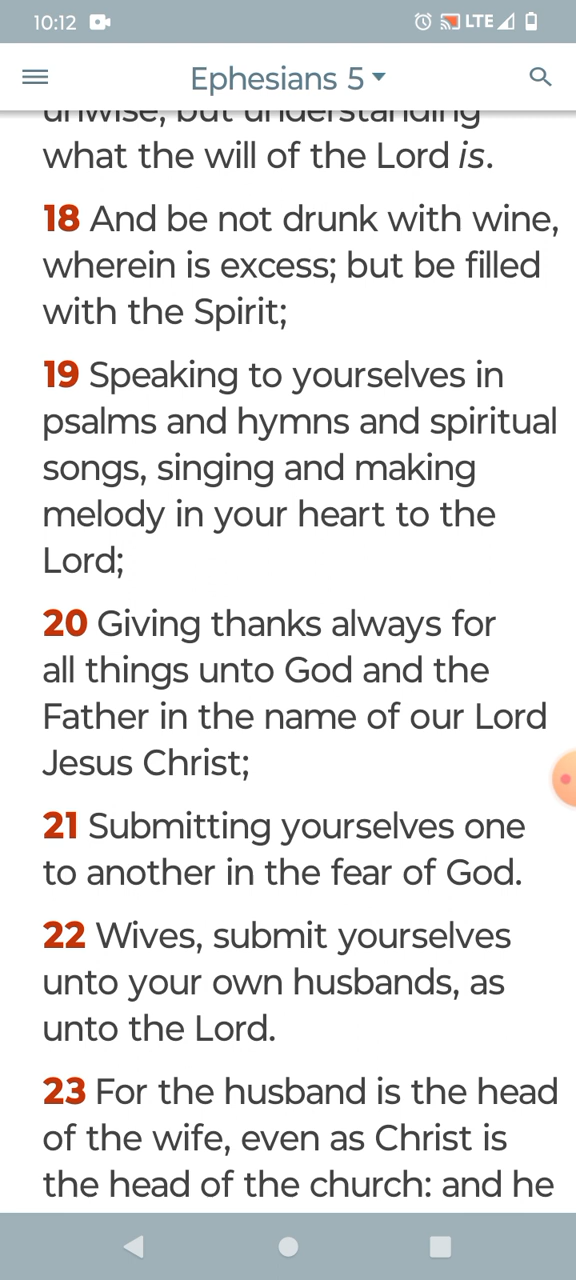 10:12
LTE
Ephesians 5
unwise, but understanding
what the will of the Lord is.
18 And be not drunk with wine,
wherein is excess; but be filled
with the Spirit;
19 Speaking to yourselves in
psalms and hymns and spiritual
songs, singing and making
melody in your heart to the
Lord;
20 Giving thanks always for
all things unto God and the
Father in the name of our Lord
Jesus Christ;
21 Submitting yourselves one
to another in the fear of God.
22 Wives, submit yourselves
unto your own husbands, as
unto the Lord.
23 For the husband is the head
of the wife, even as Christ is
the head of the church: and he